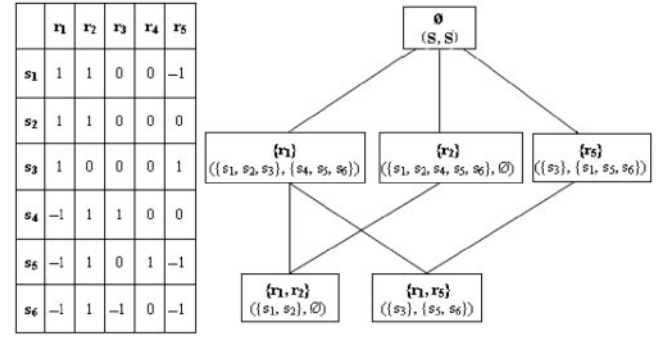 r₁ r₂ r₃ r₄ r₅
s₁ 1 1 0 0 −1
s₂ 1 1 0 0 0
s₃ 1 0 0 0 1
s₄ −1 1 1 0 0
s₅ −1 1 0 1 −1
s₆ −1 1 −1 0 −1
∅
(S, S)
{r₁}
({s₁, s₂, s₃}, {s₄, s₅, s₆})
{r₂}
({s₁, s₂, s₄, s₅, s₆}, ∅)
{r₅}
({s₃}, {s₁, s₅, s₆})
{r₁, r₂}
({s₁, s₂}, ∅)
{r₁, r₅}
({s₃}, {s₅, s₆})